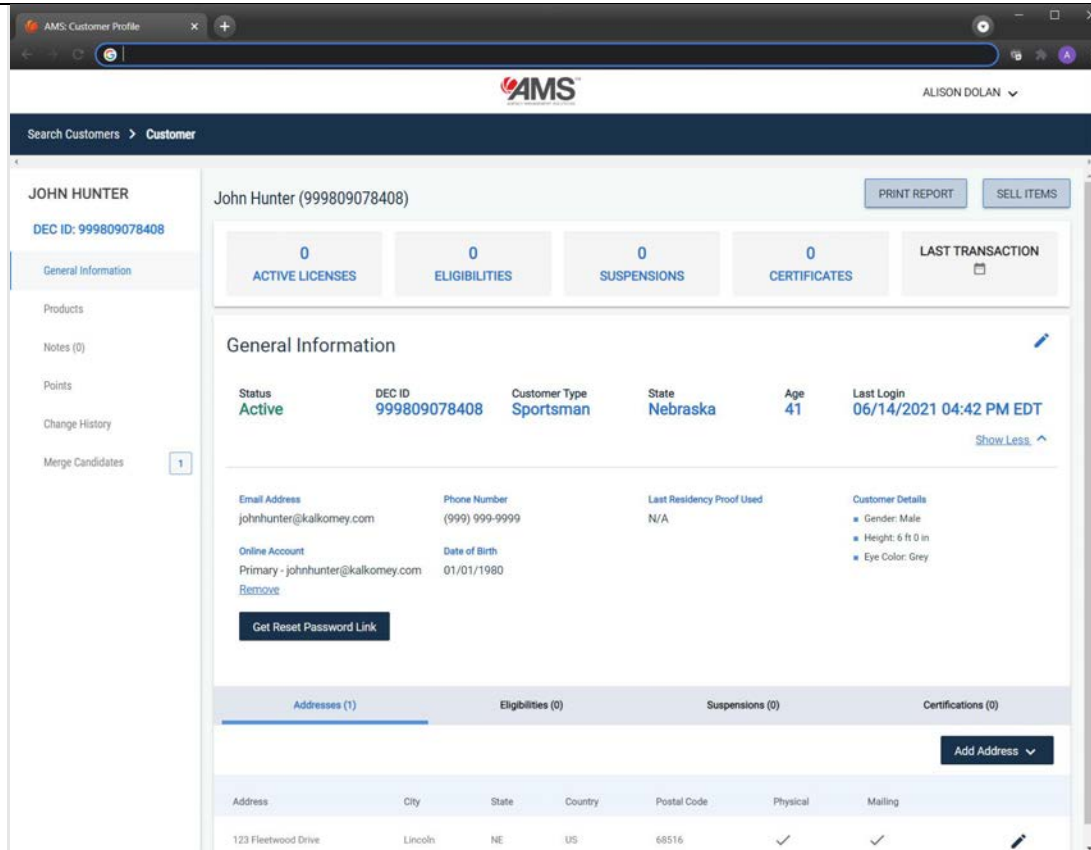 AMS: Customer Profile
A
AMS
ALISON DOLAN
Search Customers > Customer
JOHN HUNTER
DEC ID: 999809078408
General Information
Products
Notes (0)
Points
Change History
Merge Candidates 1
John Hunter (999809078408)
PRINT REPORT SELL ITEMS
0 0 0 0 LAST TRANSACTION
ACTIVE LICENSES ELIGIBILITIES SUSPENSIONS CERTIFICATES
General Information
Status DEC ID Customer Type State Age Last Login
Active 999809078408 Sportsman Nebraska 41 06/14/2021 04:42 PM EDT
Show Less
Email Address Phone Number Last Residency Proof Used Customer Details
johnhunter@kalkomey.com (999) 999-9999 N/A Gender: Male
Height: 6 ft 0 in
Online Account Date of Birth Eye Color: Grey
Primary - johnhunter@kalkomey.com 01/01/1980
Remove
Get Reset Password Link
Addresses (1) Eligibilities (0) Suspensions (0) Certifications (0)
Add Address
Address City State Country Postal Code Physical Mailing
123 Fleetwood Drive Lincoln NE US 68516